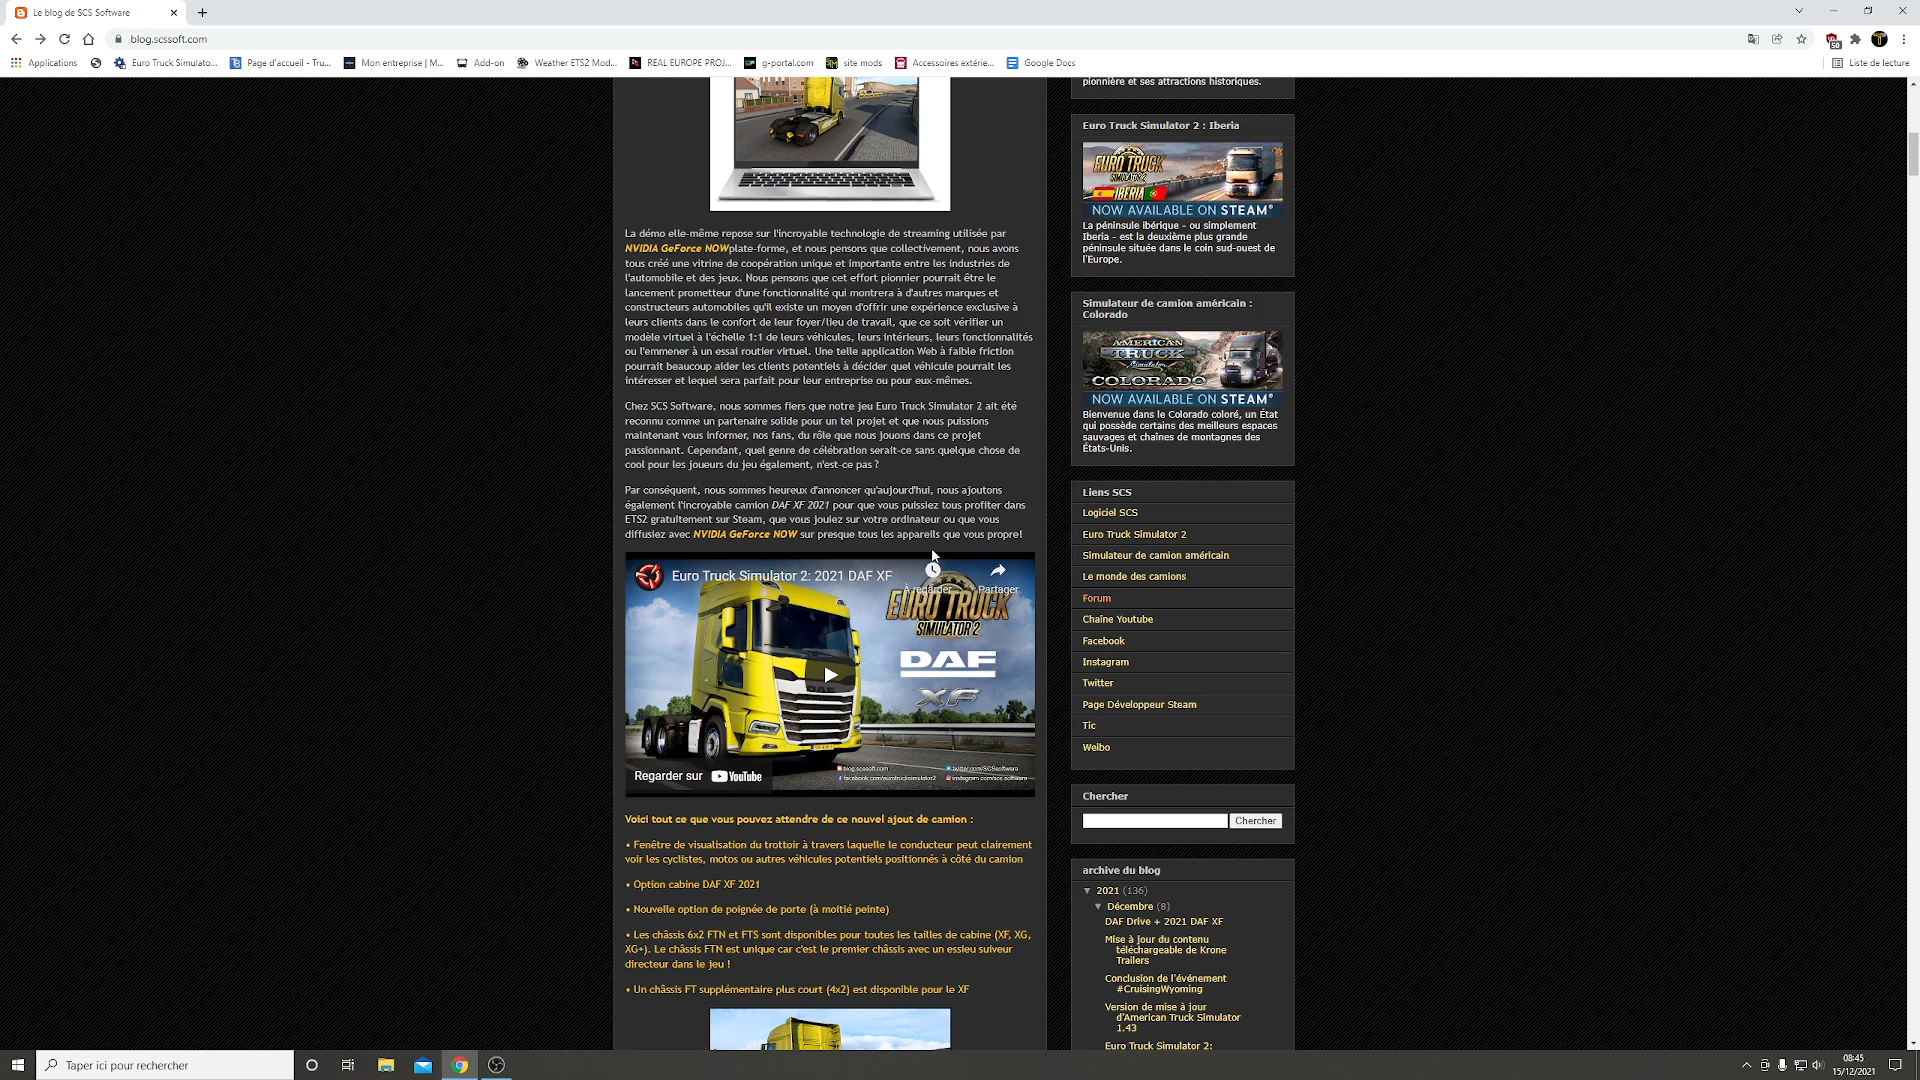 Le blog de SCS Software
blog.scssoft.com
50
Applications
Euro Truck Simulato...
Page d'accueil - Tru...
Mon entreprise | M...
Add-on
Weather ETS2 Mod...
REAL EUROPE PROJ...
g-portal.com
site mods
Accessoires extérie...
Google Docs
Liste de lecture
La démo elle-même repose sur l'incroyable technologie de streaming utilisée par
NVIDIA GeForce NOWplate-forme, et nous pensons que collectivement, nous avons
tous créé une vitrine de coopération unique et importante entre les industries de
l'automobile et des jeux. Nous pensons que cet effort pionnier pourrait être le
lancement prometteur d'une fonctionnalité qui montrera à d'autres marques et
constructeurs automobiles qu'il existe un moyen d'offrir une expérience exclusive à
leurs clients dans le confort de leur foyer/lieu de travail, que ce soit vérifier un
modèle virtuel à l'échelle 1:1 de leurs véhicules, leurs intérieurs, leurs fonctionnalités
ou l'emmener à un essai routier virtuel. Une telle application Web à faible friction
pourrait beaucoup aider les clients potentiels à décider quel véhicule pourrait les
intéresser et lequel sera parfait pour leur entreprise ou pour eux-mêmes.
Chez SCS Software, nous sommes fiers que notre jeu Euro Truck Simulator 2 ait été
reconnu comme un partenaire solide pour un tel projet et que nous puissions
maintenant vous informer, nos fans, du rôle que nous jouons dans ce projet
passionnant. Cependant, quel genre de célébration serait-ce sans quelque chose de
cool pour les joueurs du jeu également, n'est-ce pas ?
Par conséquent, nous sommes heureux d'annoncer qu'aujourd'hui, nous ajoutons
également l'incroyable camion DAF XF 2021 pour que vous puissiez tous profiter dans
ETS2 gratuitement sur Steam, que vous jouiez sur votre ordinateur ou que vous
diffusiez avec NVIDIA GeForce NOW sur presque tous les appareils que vous propre!
Euro Truck Simulator 2: 2021 DAF XF
À regarder
Partager
EURO TRUCK
SIMULATOR 2
DAF
XF
DAF
Regarder sur YouTube
blog.scssoft.com
twitter.com/SCSsoftware
facebook.com/eurotrucksimulator2
instagram.com/scs.software
Voici tout ce que vous pouvez attendre de ce nouvel ajout de camion :
• Fenêtre de visualisation du trottoir à travers laquelle le conducteur peut clairement
voir les cyclistes, motos ou autres véhicules potentiels positionnés à côté du camion
• Option cabine DAF XF 2021
• Nouvelle option de poignée de porte (à moitié peinte)
• Les châssis 6x2 FTN et FTS sont disponibles pour toutes les tailles de cabine (XF, XG,
XG+). Le châssis FTN est unique car c'est le premier châssis avec un essieu suiveur
directeur dans le jeu !
• Un châssis FT supplémentaire plus court (4x2) est disponible pour le XF
pionnière et ses attractions historiques.
Euro Truck Simulator 2 : Iberia
EURO TRUCK
SIMULATOR 2
IBERIA
NOW AVAILABLE ON STEAM®
La péninsule ibérique - ou simplement
Iberia - est la deuxième plus grande
péninsule située dans le coin sud-ouest de
l'Europe.
Simulateur de camion américain :
Colorado
AMERICAN
TRUCK
Simulator
COLORADO
NOW AVAILABLE ON STEAM®
Bienvenue dans le Colorado coloré, un État
qui possède certains des meilleurs espaces
sauvages et chaînes de montagnes des
États-Unis.
Liens SCS
Logiciel SCS
Euro Truck Simulator 2
Simulateur de camion américain
Le monde des camions
Forum
Chaîne Youtube
Facebook
Instagram
Twitter
Page Développeur Steam
Tic
Weibo
Chercher
Chercher
archive du blog
▼ 2021 (136)
▼ Décembre (8)
DAF Drive + 2021 DAF XF
Mise à jour du contenu
téléchargeable de Krone
Trailers
Conclusion de l'événement
#CruisingWyoming
Version de mise à jour
d'American Truck Simulator
1.43
Euro Truck Simulator 2:
Taper ici pour rechercher
08:45
15/12/2021